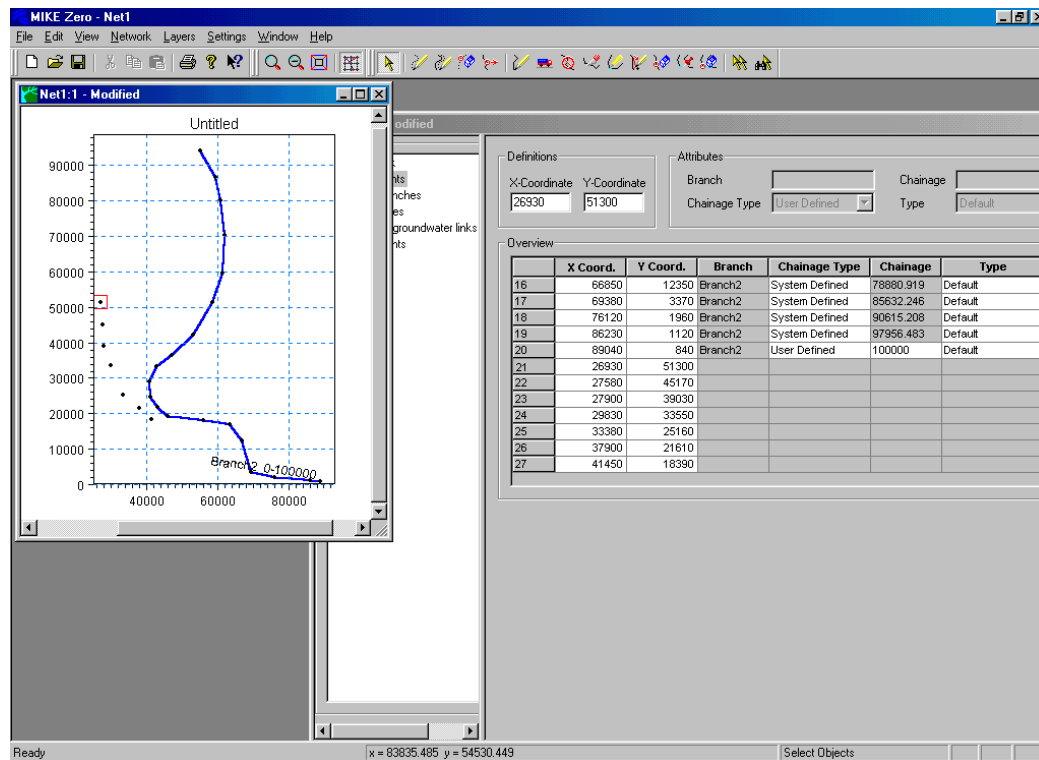 MIKE Zero - Net1
File Edit View Network Layers Settings Window Help
Net1:1 - Modified
odified
Untitled
90000
80000
70000
60000
50000
40000
30000
20000
10000
0
Branch2 0-100000
40000 60000 80000
nts
nches
es
groundwater links
nts
Definitions
X-Coordinate Y-Coordinate
26930 51300
Attributes
Branch Chainage
Chainage Type User Defined Type Default
Overview
X Coord. Y Coord. Branch Chainage Type Chainage Type
16 66850 12350 Branch2 System Defined 78880.919 Default
17 69380 3370 Branch2 System Defined 85632.246 Default
18 76120 1960 Branch2 System Defined 90615.208 Default
19 86230 1120 Branch2 System Defined 97956.483 Default
20 89040 840 Branch2 User Defined 100000 Default
21 26930 51300
22 27580 45170
23 27900 39030
24 29830 33550
25 33380 25160
26 37900 21610
27 41450 18390
Ready x = 83835.485 y = 54530.449 Select Objects